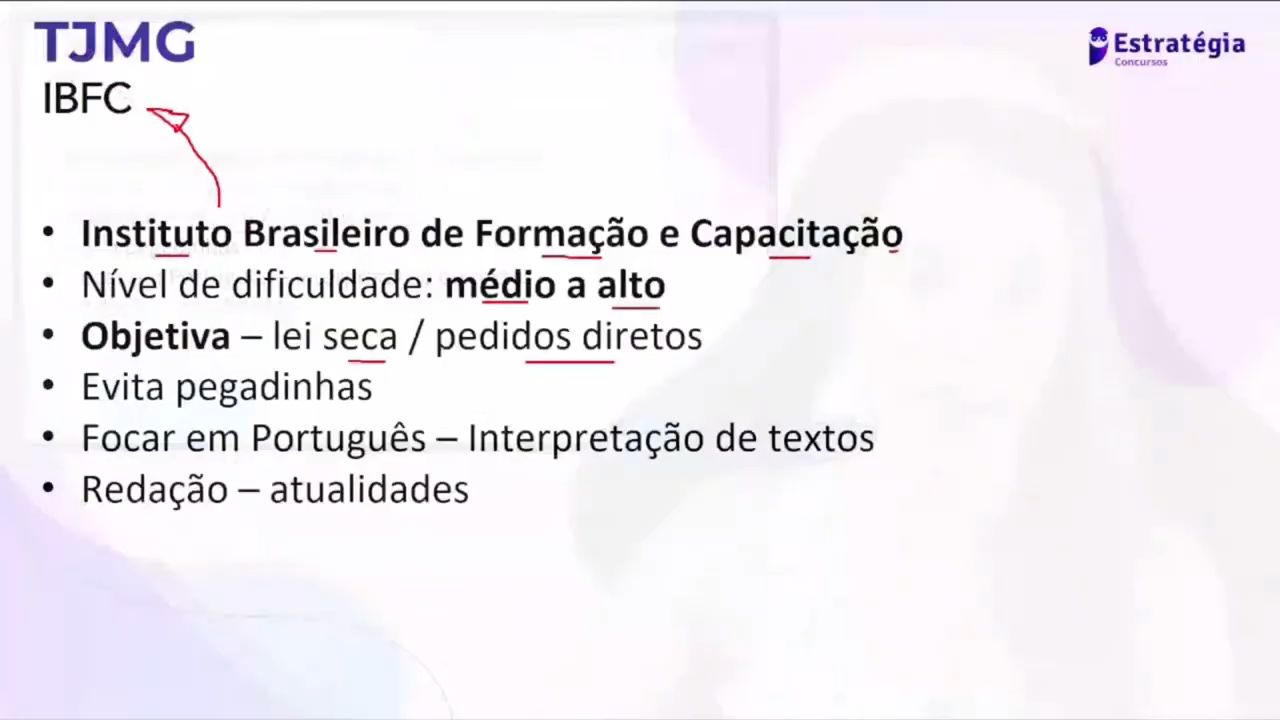 TJMG
Estratégia
Concursos
IBFC
• Instituto Brasileiro de Formação e Capacitação
• Nível de dificuldade: médio a alto
• Objetiva – lei seca / pedidos diretos
• Evita pegadinhas
• Focar em Português – Interpretação de textos
• Redação – atualidades